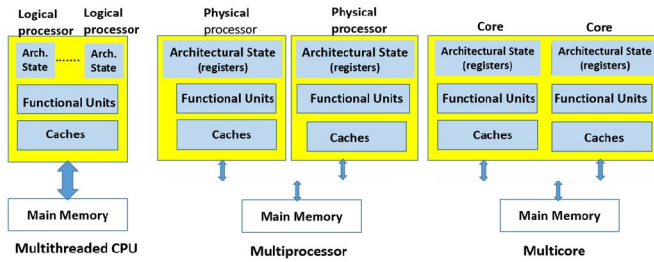 Logical processor
Logical processor
Arch. State
.......
Arch. State
Functional Units
Caches
Main Memory
Multithreaded CPU
Physical processor
Physical processor
Architectural State
(registers)
Architectural State
(registers)
Functional Units
Functional Units
Caches
Caches
Main Memory
Multiprocessor
Core
Core
Architectural State
(registers)
Architectural State
(registers)
Functional Units
Functional Units
Caches
Caches
Main Memory
Multicore